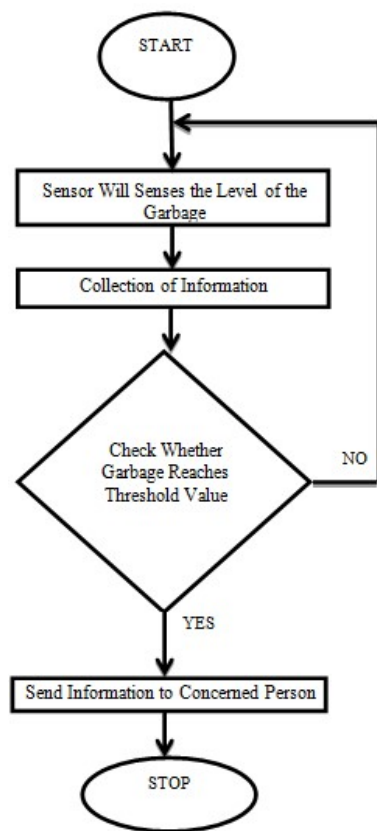 START
Sensor Will Senses the Level of the
Garbage
Collection of Information
Check Whether
Garbage Reaches
Threshold Value
NO
YES
Send Information to Concerned Person
STOP